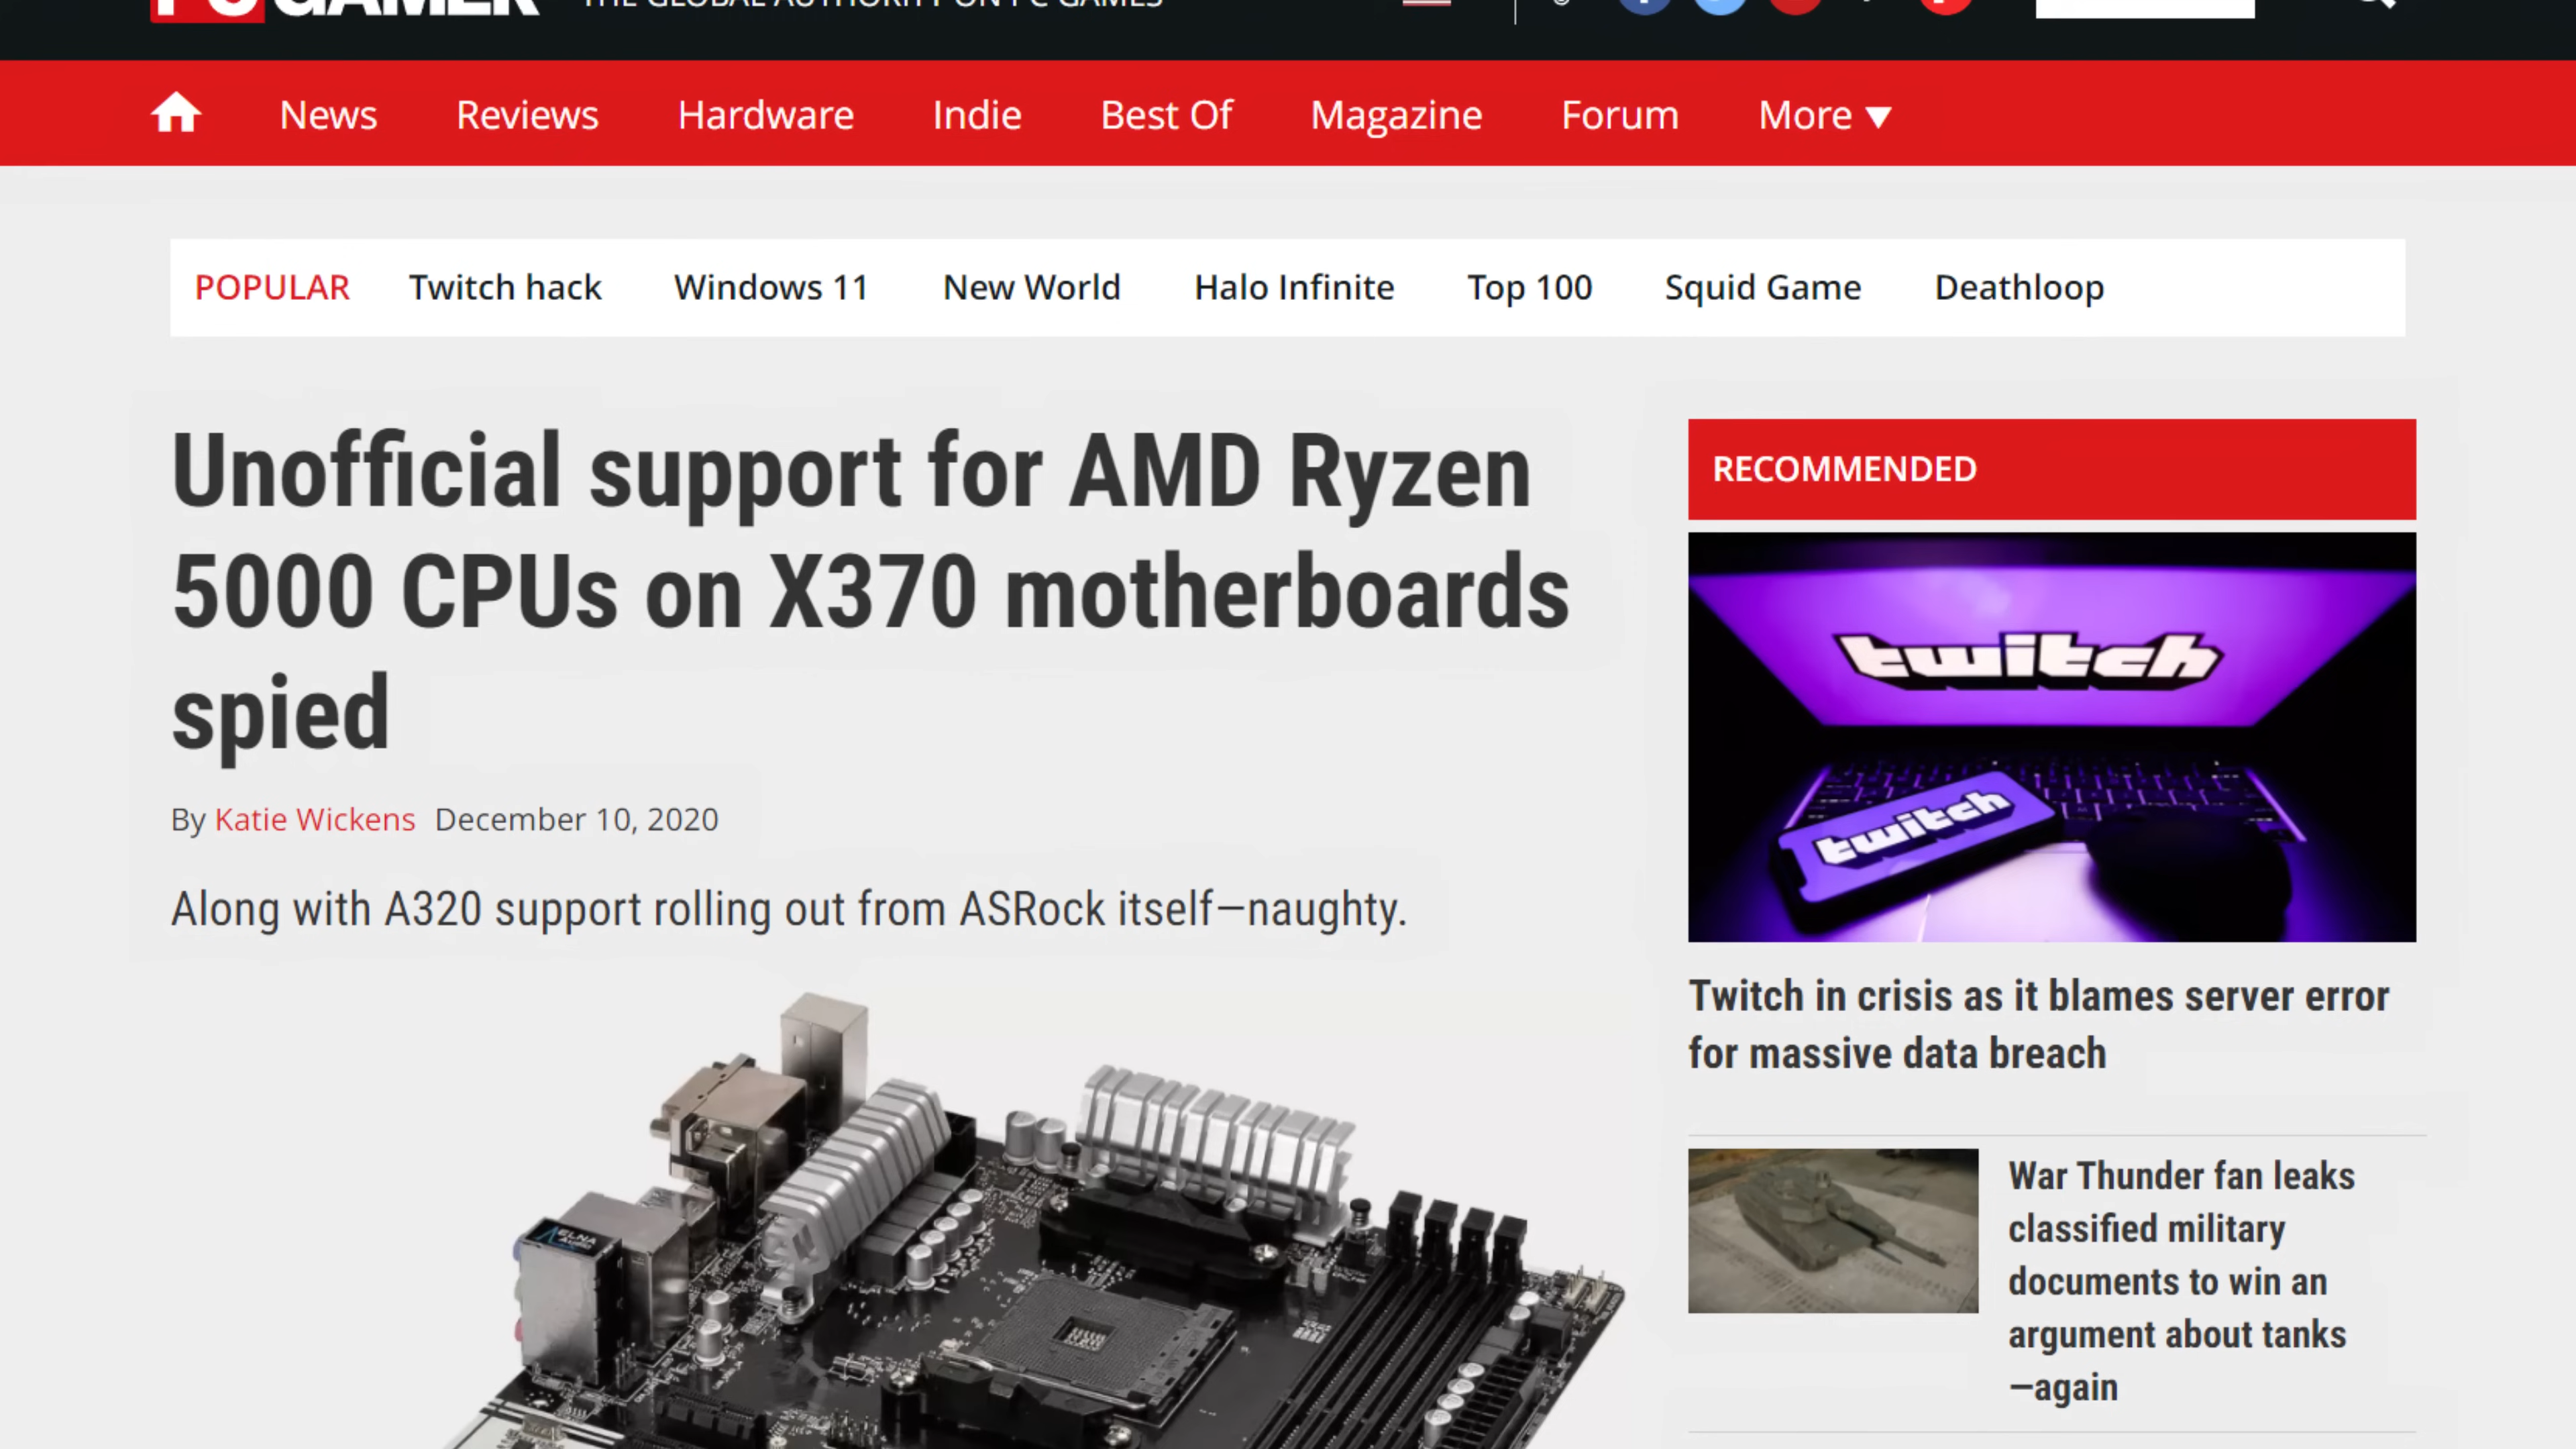 PC GAMER
THE GLOBAL AUTHORITY ON PC GAMES
News Reviews Hardware Indie Best Of Magazine Forum More
POPULAR Twitch hack Windows 11 New World Halo Infinite Top 100 Squid Game Deathloop
Unofficial support for AMD Ryzen
5000 CPUs on X370 motherboards
spied
By Katie Wickens December 10, 2020
Along with A320 support rolling out from ASRock itself—naughty.
ELNA
AUDIO
RECOMMENDED
twitch
twitch
Twitch in crisis as it blames server error
for massive data breach
War Thunder fan leaks
classified military
documents to win an
argument about tanks
—again